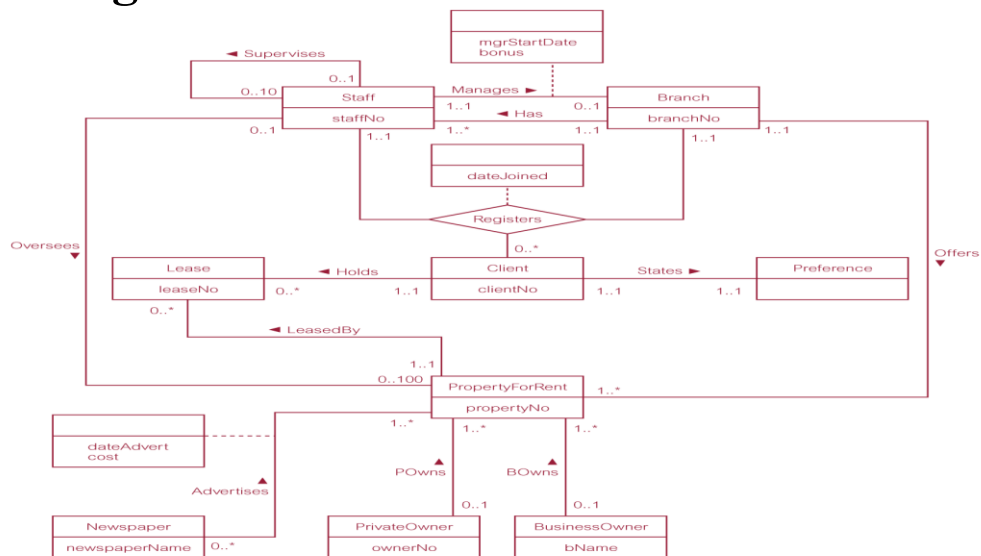 mgrStartDate
bonus
◄ Supervises
0..1
0..10
Staff
staffNo
Manages ►
1..1
0..1
Branch
branchNo
◄ Has
1..*
1..1
0..1
1..1
1..1
1..1
dateJoined
Registers
0..*
Oversees
▼
Offers
▼
Lease
leaseNo
◄ Holds
0..*
1..1
Client
clientNo
States ►
1..1
1..1
Preference
0..*
◄ LeasedBy
1..1
0..100
PropertyForRent
propertyNo
1..*
1..*
1..*
1..*
dateAdvert
cost
▲
Advertises
▲
POwns
▲
BOwns
0..1
0..1
Newspaper
newspaperName
0..*
PrivateOwner
ownerNo
BusinessOwner
bName